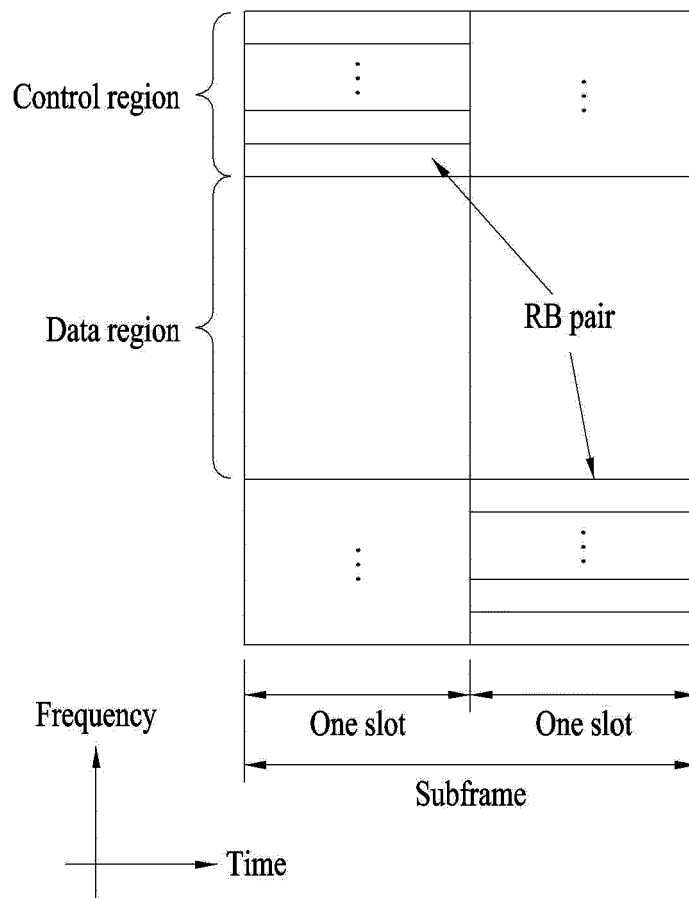 Control region
Data region
RB pair
One slot
One slot
Subframe
Frequency
Time